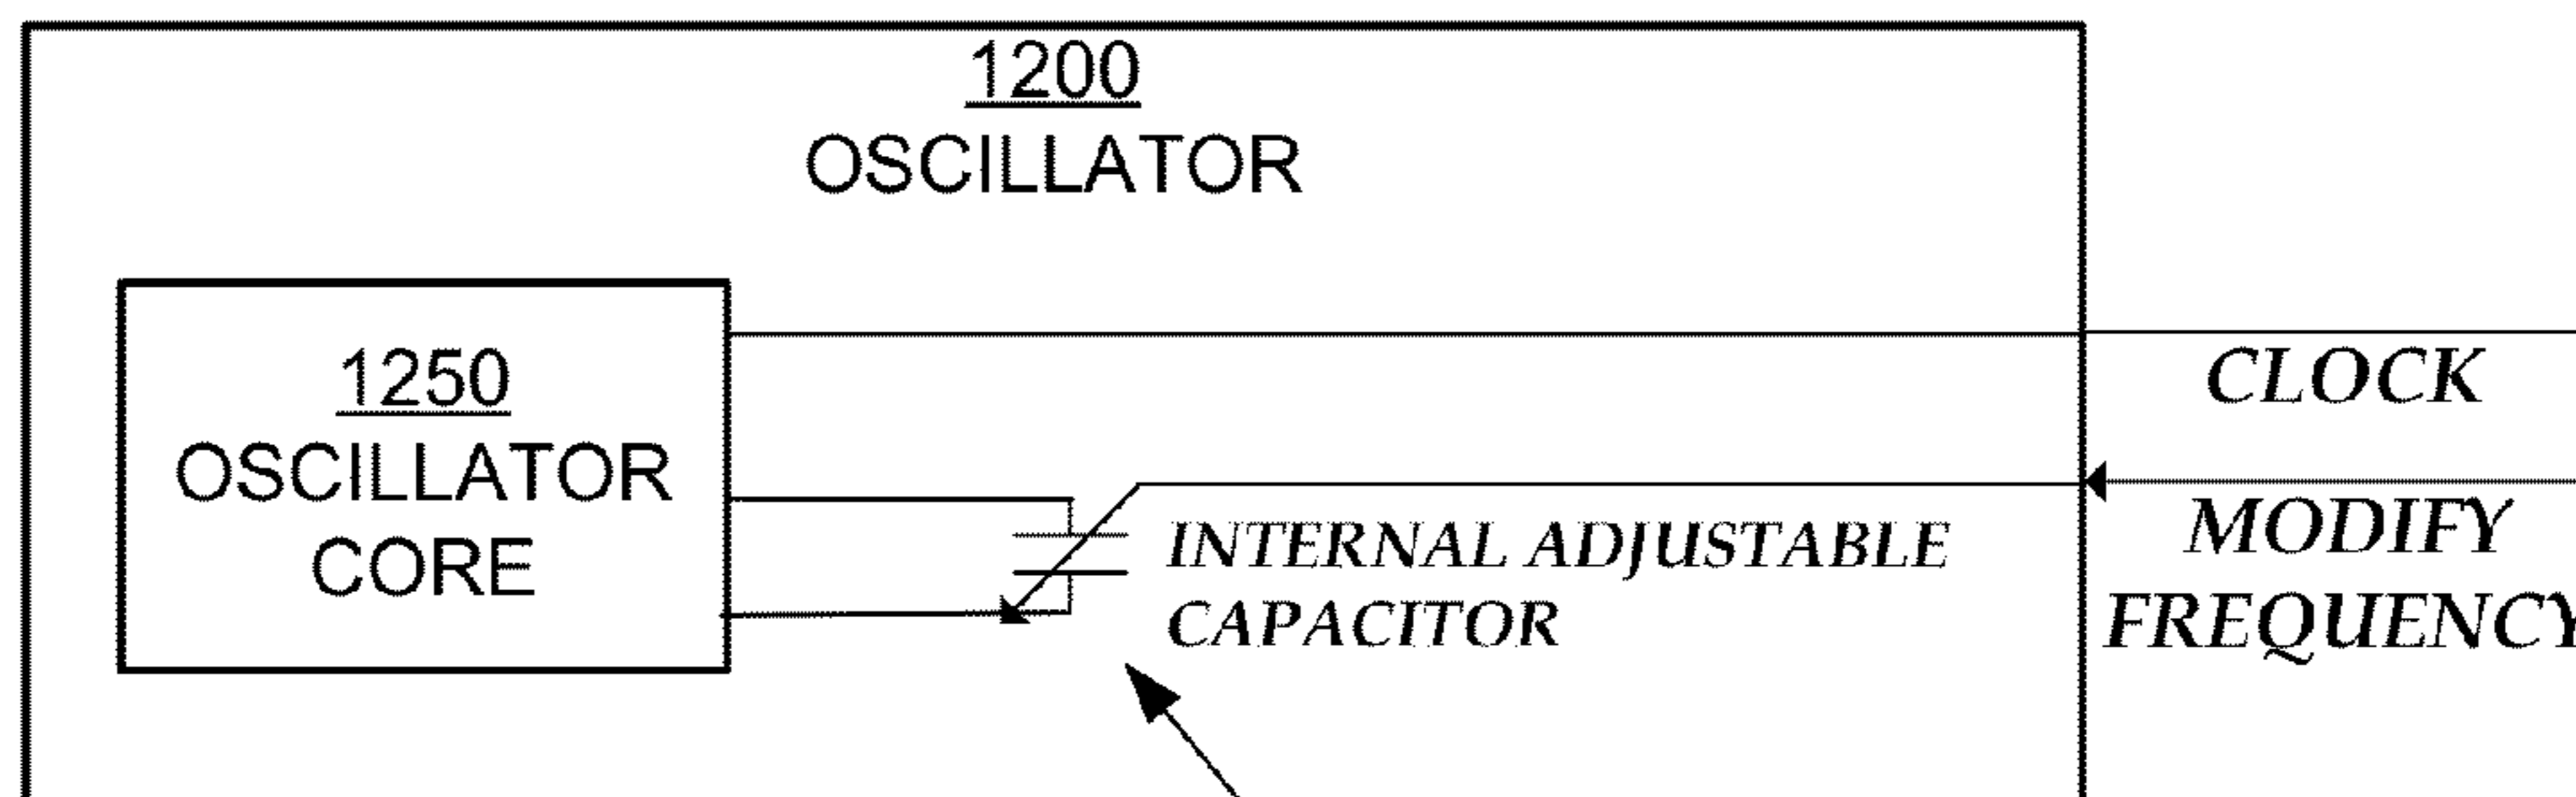 1200
OSCILLATOR
1250
OSCILLATOR
CORE
CLOCK
INTERNAL ADJUSTABLE
CAPACITOR
MODIFY
FREQUENCY